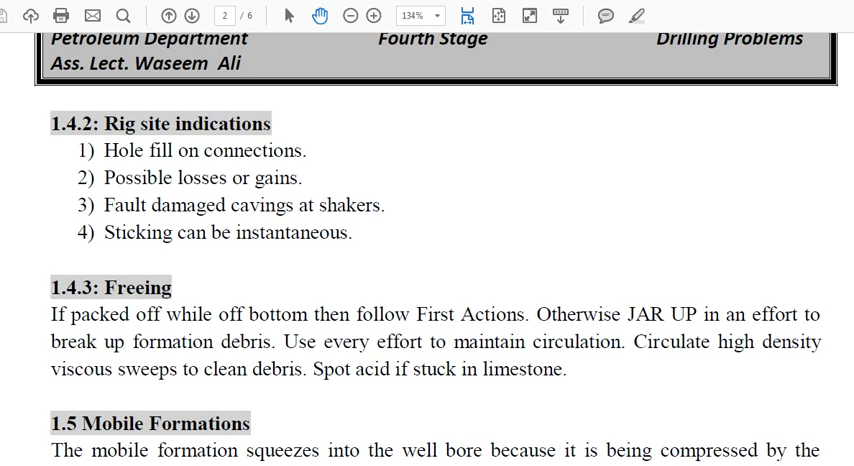 2 / 6
134%
Petroleum Department Fourth Stage Drilling Problems
Ass. Lect. Waseem Ali
1.4.2: Rig site indications
1) Hole fill on connections.
2) Possible losses or gains.
3) Fault damaged cavings at shakers.
4) Sticking can be instantaneous.
1.4.3: Freeing
If packed off while off bottom then follow First Actions. Otherwise JAR UP in an effort to
break up formation debris. Use every effort to maintain circulation. Circulate high density
viscous sweeps to clean debris. Spot acid if stuck in limestone.
1.5 Mobile Formations
The mobile formation squeezes into the well bore because it is being compressed by the